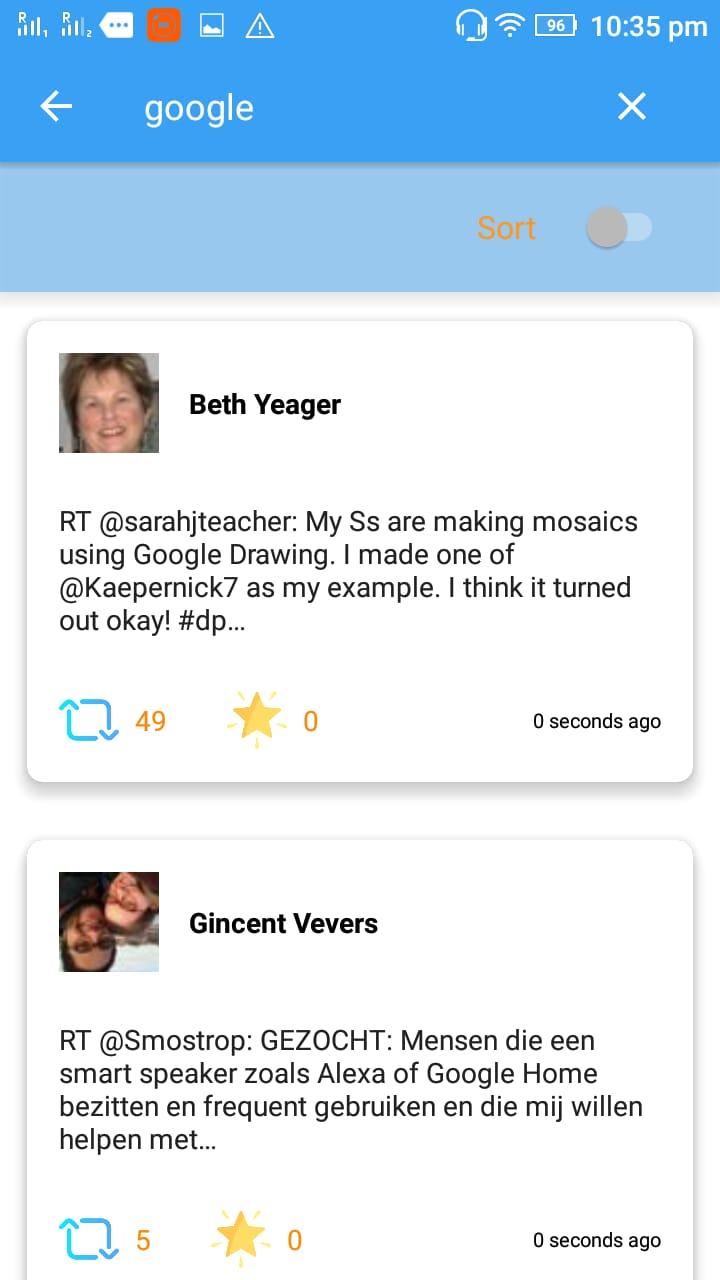 R R 1 2 96 10:35 pm
google
Sort
Beth Yeager
RT @sarahjteacher: My Ss are making mosaics
using Google Drawing. I made one of
@Kaepernick7 as my example. I think it turned
out okay! #dp...
49 0 0 seconds ago
Gincent Vevers
RT @Smostrop: GEZOCHT: Mensen die een
smart speaker zoals Alexa of Google Home
bezitten en frequent gebruiken en die mij willen
helpen met...
5 0 0 seconds ago